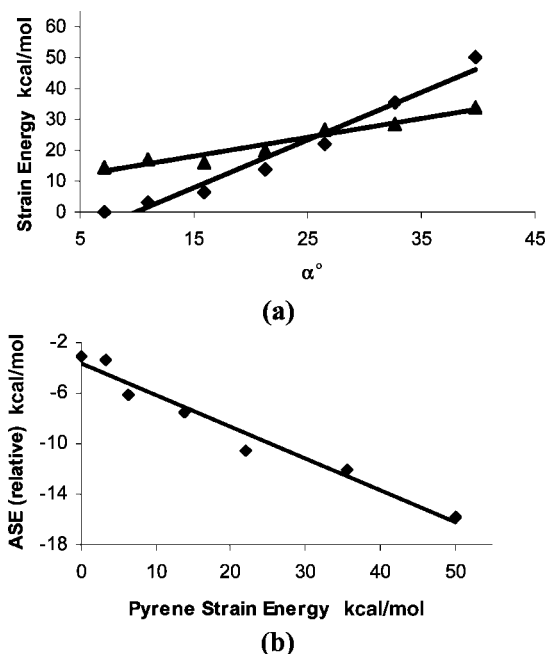 60
50
40
30
20
10
0
Strain Energy kcal/mol
5 15 25 35 45
α°
(a)
-2
-6
-10
-14
-18
ASE (relative) kcal/mol
0 10 20 30 40 50
Pyrene Strain Energy kcal/mol
(b)